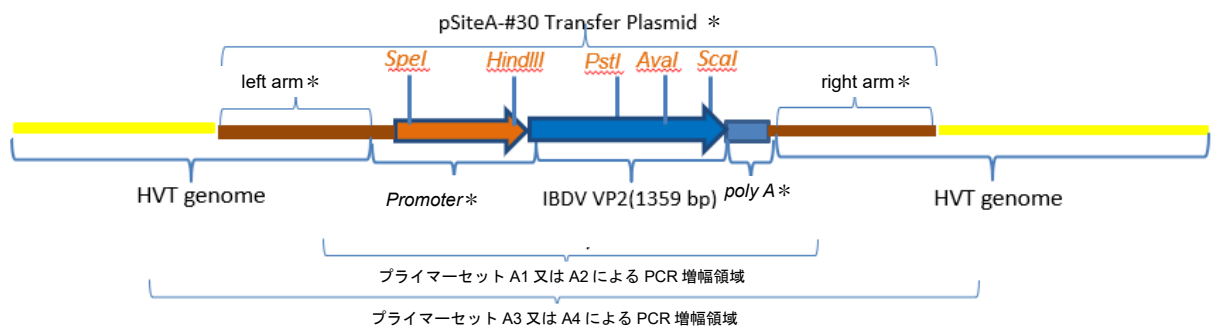 pSiteA-#30 Transfer Plasmid ＊
SpeI HindIII PstI AvaI ScaI
left arm＊ right arm＊
HVT genome Promoter＊ IBDV VP2(1359 bp) poly A＊ HVT genome
プライマーセット A1 又は A2 による PCR 増幅領域
プライマーセット A3 又は A4 による PCR 増幅領域